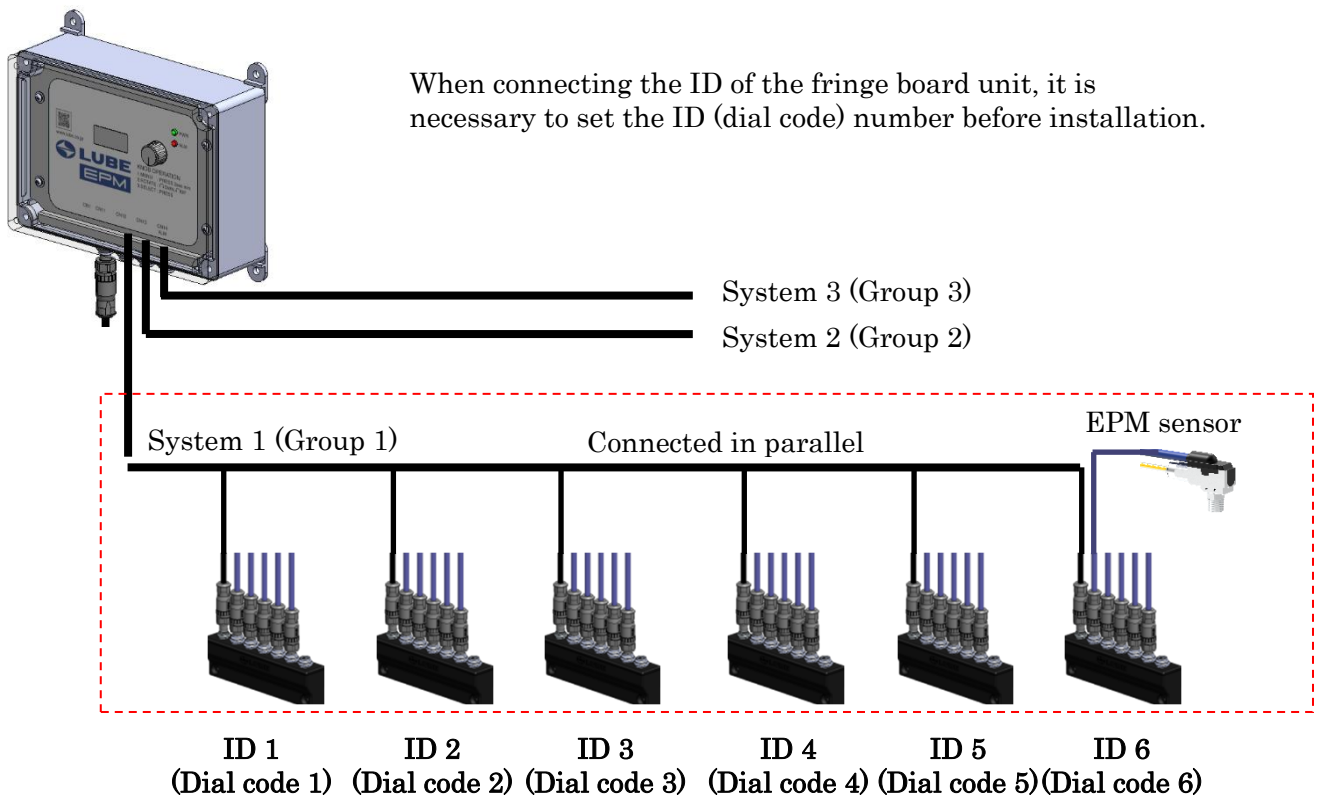 When connecting the ID of the fringe board unit, it is
necessary to set the ID (dial code) number before installation.
LUBE
EPM
KNOB OPERATION
System 3 (Group 3)
System 2 (Group 2)
System 1 (Group 1)
Connected in parallel
EPM sensor
ID 1
(Dial code 1)
ID 2
(Dial code 2)
ID 3
(Dial code 3)
ID 4
(Dial code 4)
ID 5
(Dial code 5)
ID 6
(Dial code 6)